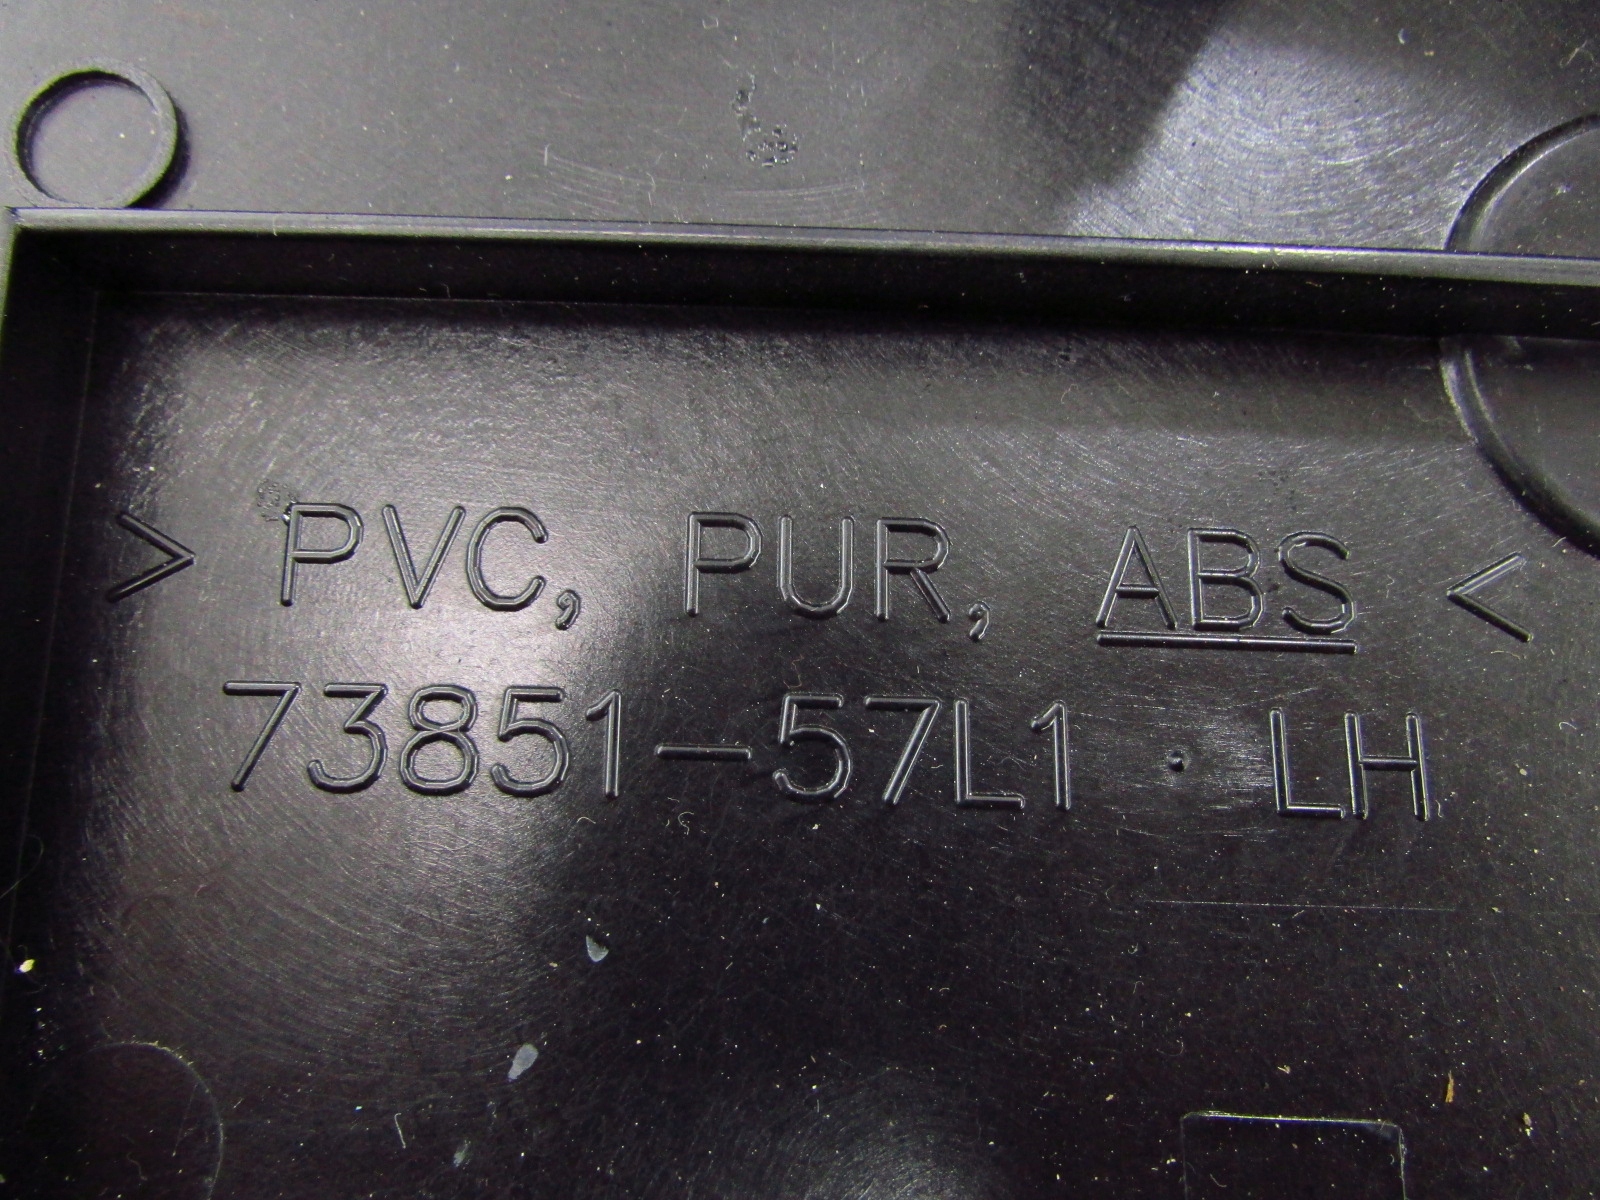 > PVC, PUR, ABS <
73851-57L1 · LH